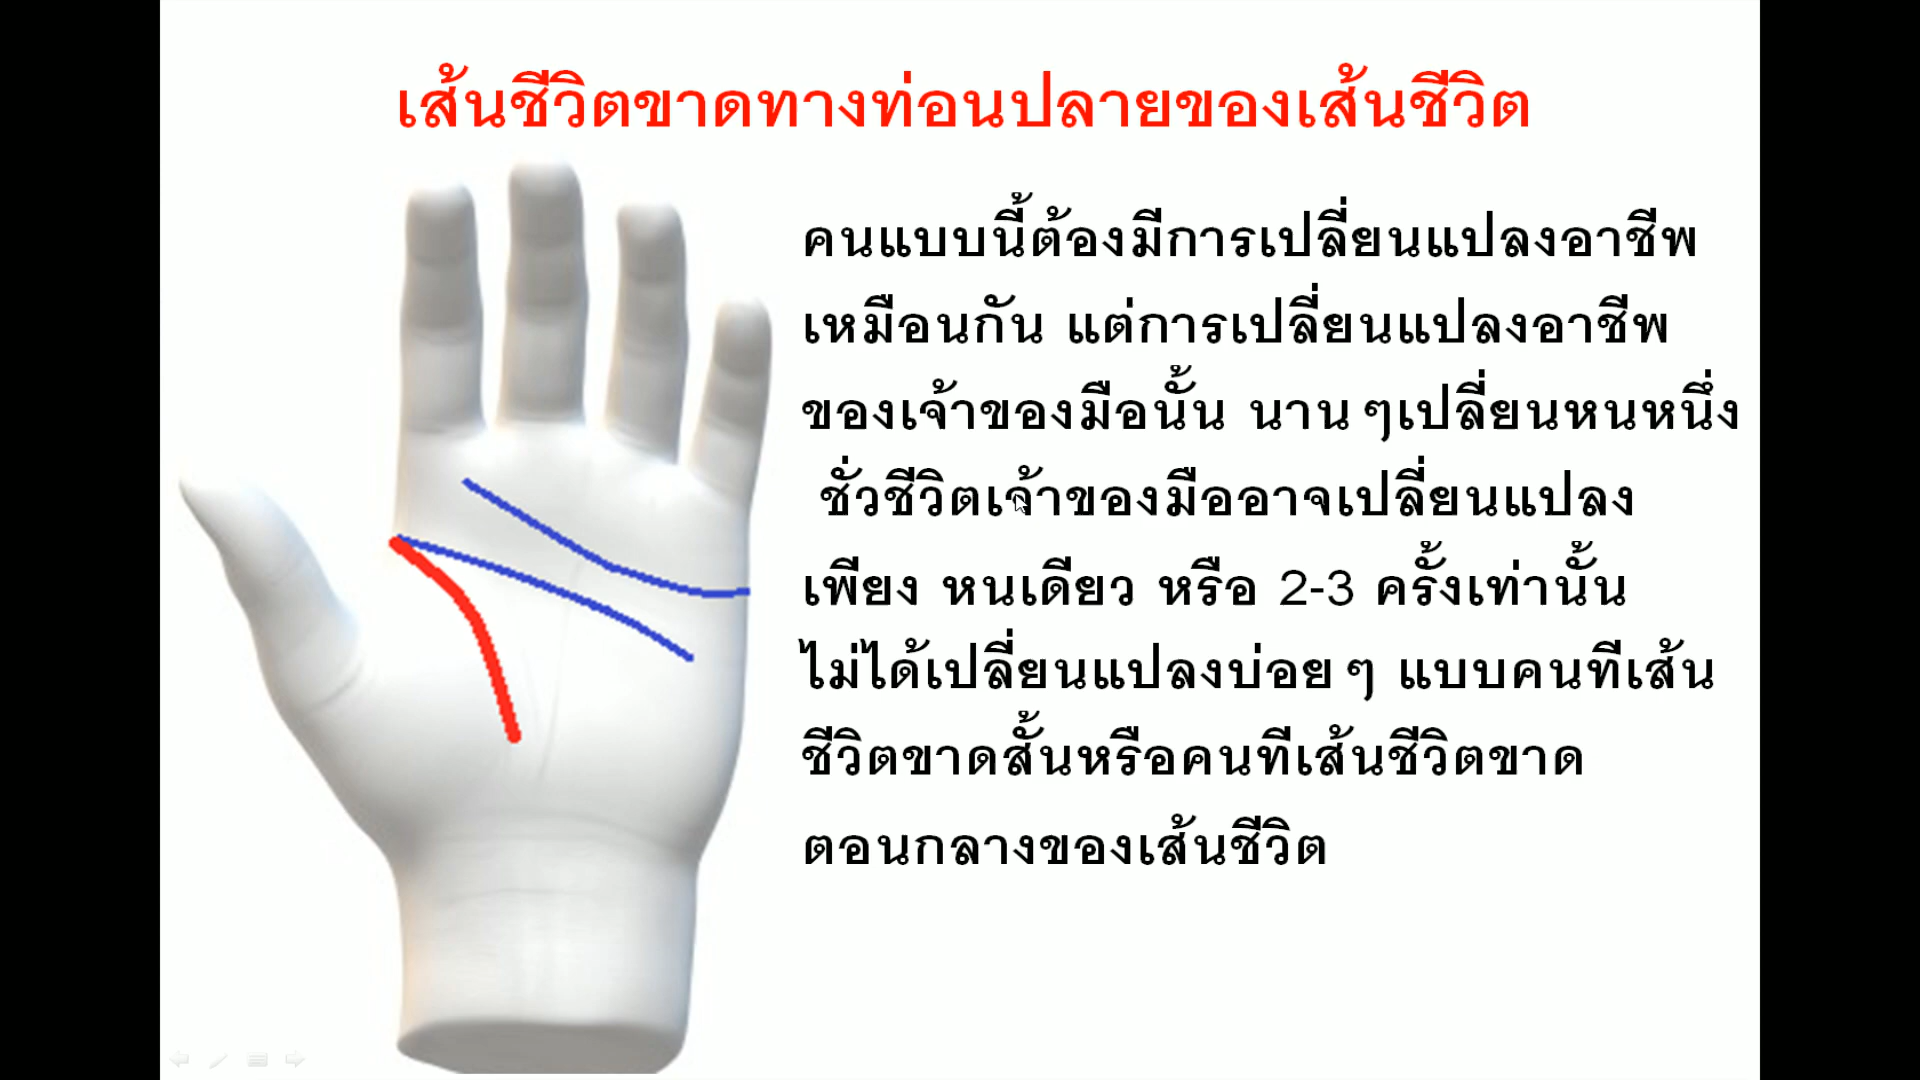 เส้นชีวิตขาดทางท่อนปลายของเส้นชีวิต
คนแบบนี้ต้องมีการเปลี่ยนแปลงอาชีพ
เหมือนกัน แต่การเปลี่ยนแปลงอาชีพ
ของเจ้าของมือนั้น นานๆเปลี่ยนหนหนึ่ง
ชั่วชีวิตเจ้าของมืออาจเปลี่ยนแปลง
เพียง หนเดียว หรือ 2-3 ครั้งเท่านั้น
ไม่ได้เปลี่ยนแปลงบ่อยๆ แบบคนทีเส้น
ชีวิตขาดสั้นหรือคนทีเส้นชีวิตขาด
ตอนกลางของเส้นชีวิต